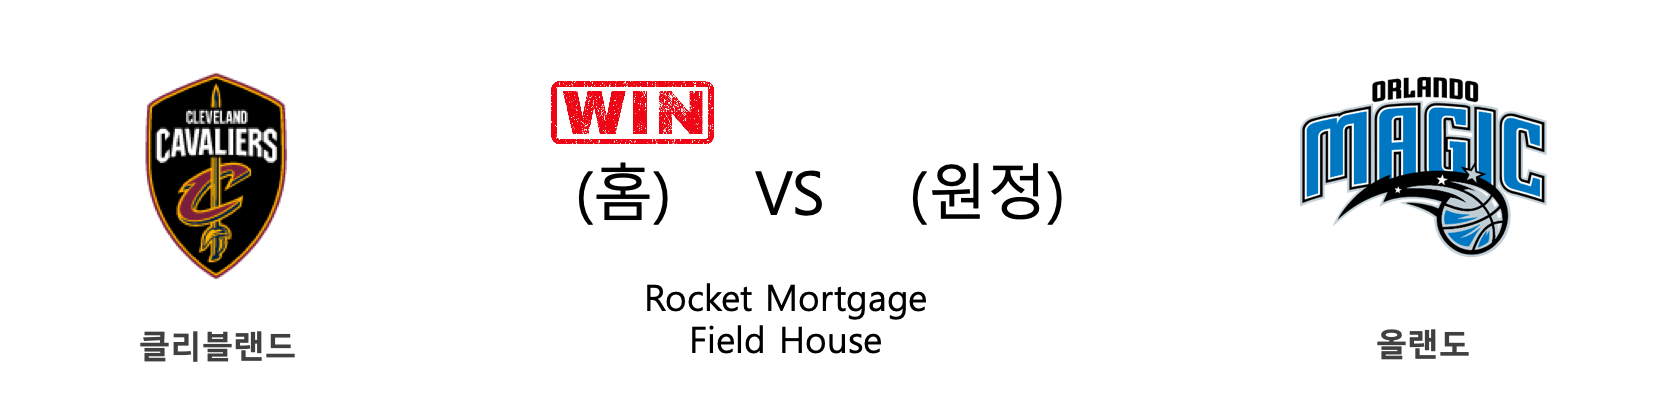 CLEVELAND
CAVALIERS
클리블랜드
WIN
(홈) VS (원정)
Rocket Mortgage
Field House
ORLANDO
MAGIC
올랜도